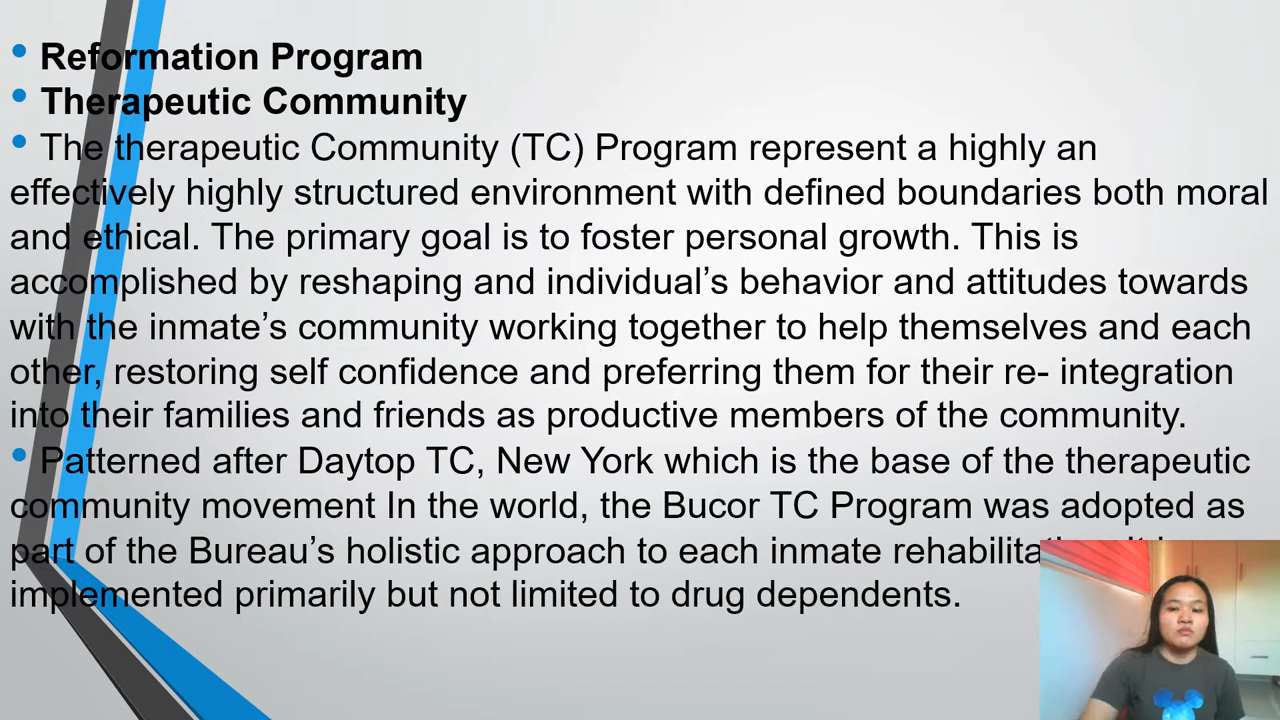 • Reformation Program
• Therapeutic Community
• The therapeutic Community (TC) Program represent a highly an
effectively highly structured environment with defined boundaries both moral
and ethical. The primary goal is to foster personal growth. This is
accomplished by reshaping and individual’s behavior and attitudes towards
with the inmate’s community working together to help themselves and each
other, restoring self confidence and preferring them for their re- integration
into their families and friends as productive members of the community.
• Patterned after Daytop TC, New York which is the base of the therapeutic
community movement In the world, the Bucor TC Program was adopted as
part of the Bureau’s holistic approach to each inmate
implemented primarily but not limited to drug dependents.